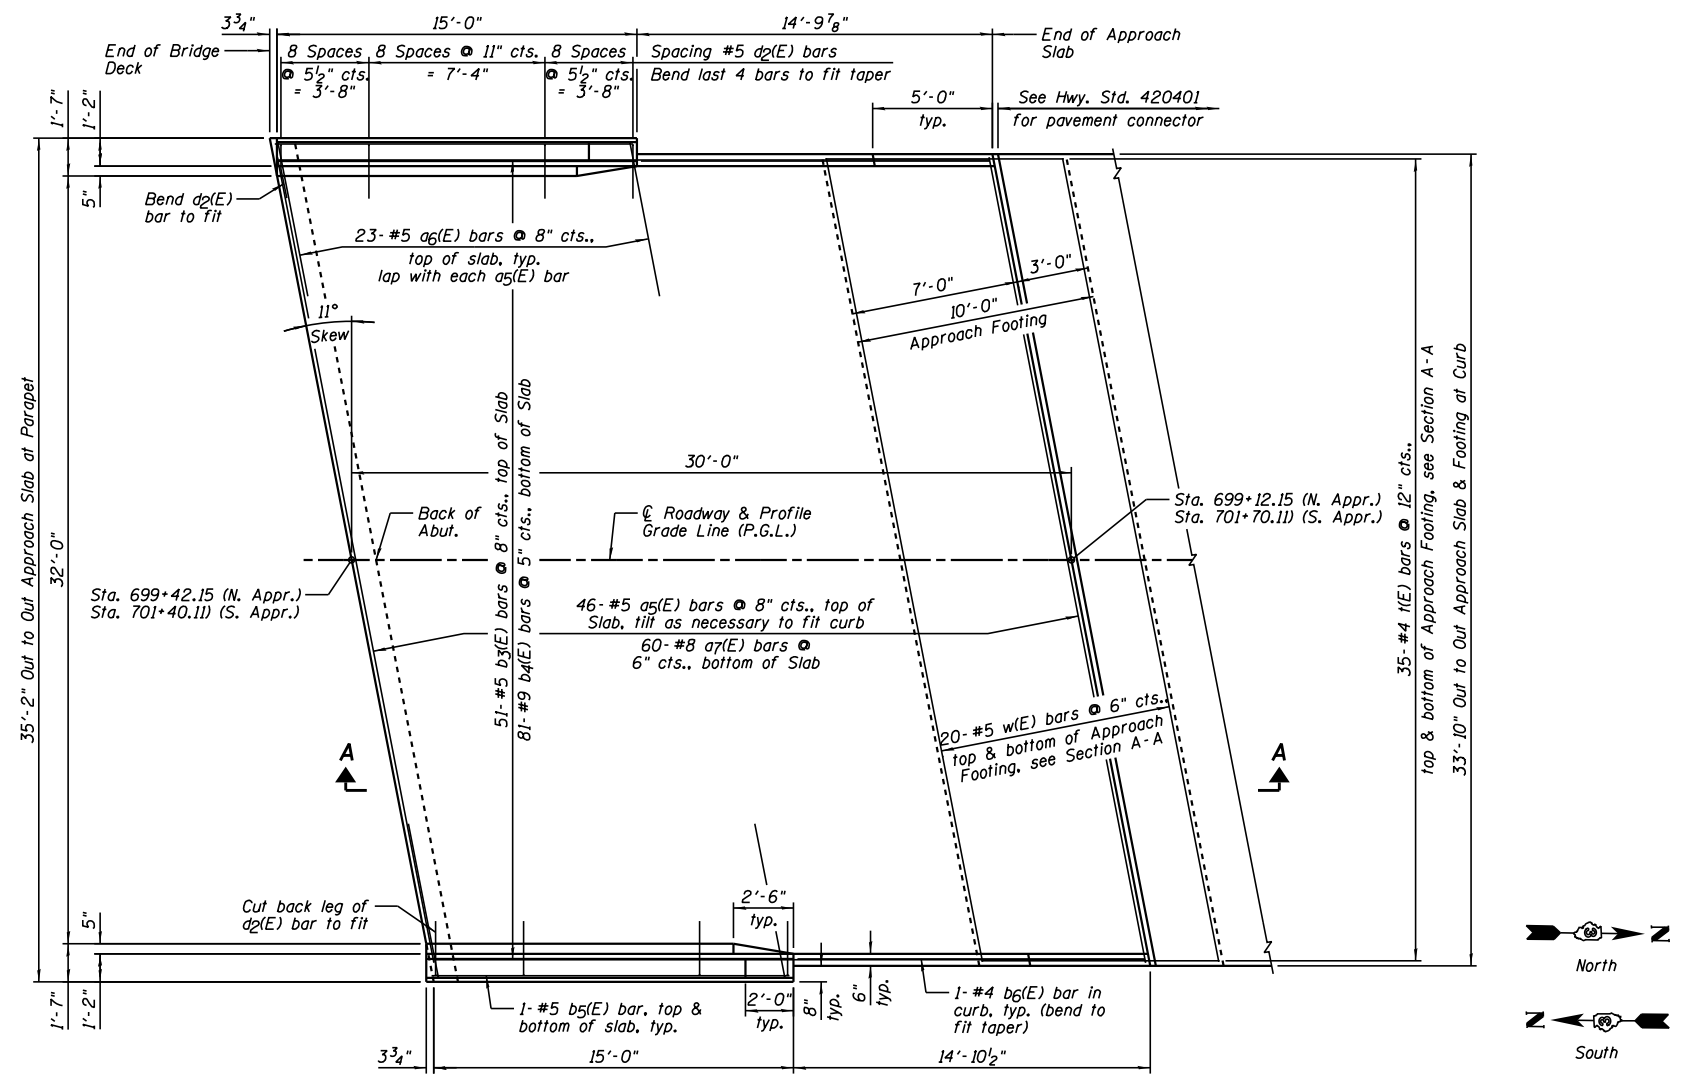 3¾"
15'-0"
14'-9⅞"
End of Bridge
Deck
8 Spaces
@ 5½" cts.
= 3'-8"
8 Spaces @ 11" cts.
= 7'-4"
8 Spaces
@ 5½" cts.
= 3'-8"
Spacing #5 d2(E) bars
Bend last 4 bars to fit taper
End of Approach
Slab
5'-0"
typ.
See Hwy. Std. 420401
for pavement connector
1'-7"
1'-2"
5"
Bend d2(E)
bar to fit
23-#5 a6(E) bars @ 8" cts.,
top of slab, typ.
lap with each a5(E) bar
11°
Skew
7'-0"
3'-0"
10'-0"
Approach Footing
35'-2" Out to Out Approach Slab at Parapet
32'-0"
51-#5 b3(E) bars @ 8" cts., top of Slab
81-#9 b4(E) bars @ 5" cts., bottom of Slab
30'-0"
Back of
Abut.
℄ Roadway & Profile
Grade Line (P.G.L.)
Sta. 699+12.15 (N. Appr.)
Sta. 701+70.11) (S. Appr.)
Sta. 699+42.15 (N. Appr.)
Sta. 701+40.11) (S. Appr.)
46-#5 a5(E) bars @ 8" cts., top of
Slab, tilt as necessary to fit curb
60-#8 a7(E) bars @
6" cts., bottom of Slab
35-#4 t(E) bars @ 12" cts.,
top & bottom of Approach Footing, see Section A-A
33'-10" Out to Out Approach Slab & Footing at Curb
20-#5 w(E) bars @ 6" cts.,
top & bottom of Approach
Footing, see Section A-A
A
A
Cut back leg of
d2(E) bar to fit
2'-6"
typ.
5"
1'-7"
1'-2"
1-#5 b5(E) bar, top &
bottom of slab, typ.
2'-0"
typ.
8"
typ.
6"
typ.
1-#4 b6(E) bar in
curb, typ. (bend to
fit taper)
3¾"
15'-0"
14'-10½"
3
N
North
N
3
South